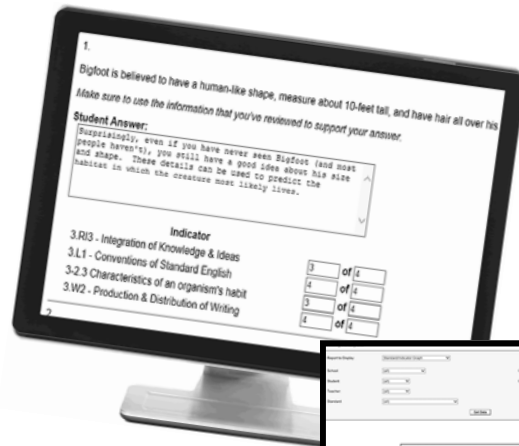 1.
Bigfoot is believed to have a human-like shape, measure about 10-feet tall, and have hair all over his
Make sure to use the information that you've reviewed to support your answer.
Student Answer:
Surprisingly, even if you have never seen Bigfoot (and most
people haven't), you still have a good idea about his size
and shape. These details can be used to predict the
habitat in which the creature most likely lives.
Indicator
3.RI3 - Integration of Knowledge & Ideas 3 of 4
3.L1 - Conventions of Standard English 4 of 4
3-2.3 Characteristics of an organism's habit 3 of 4
3.W2 - Production & Distribution of Writing 4 of 4
2